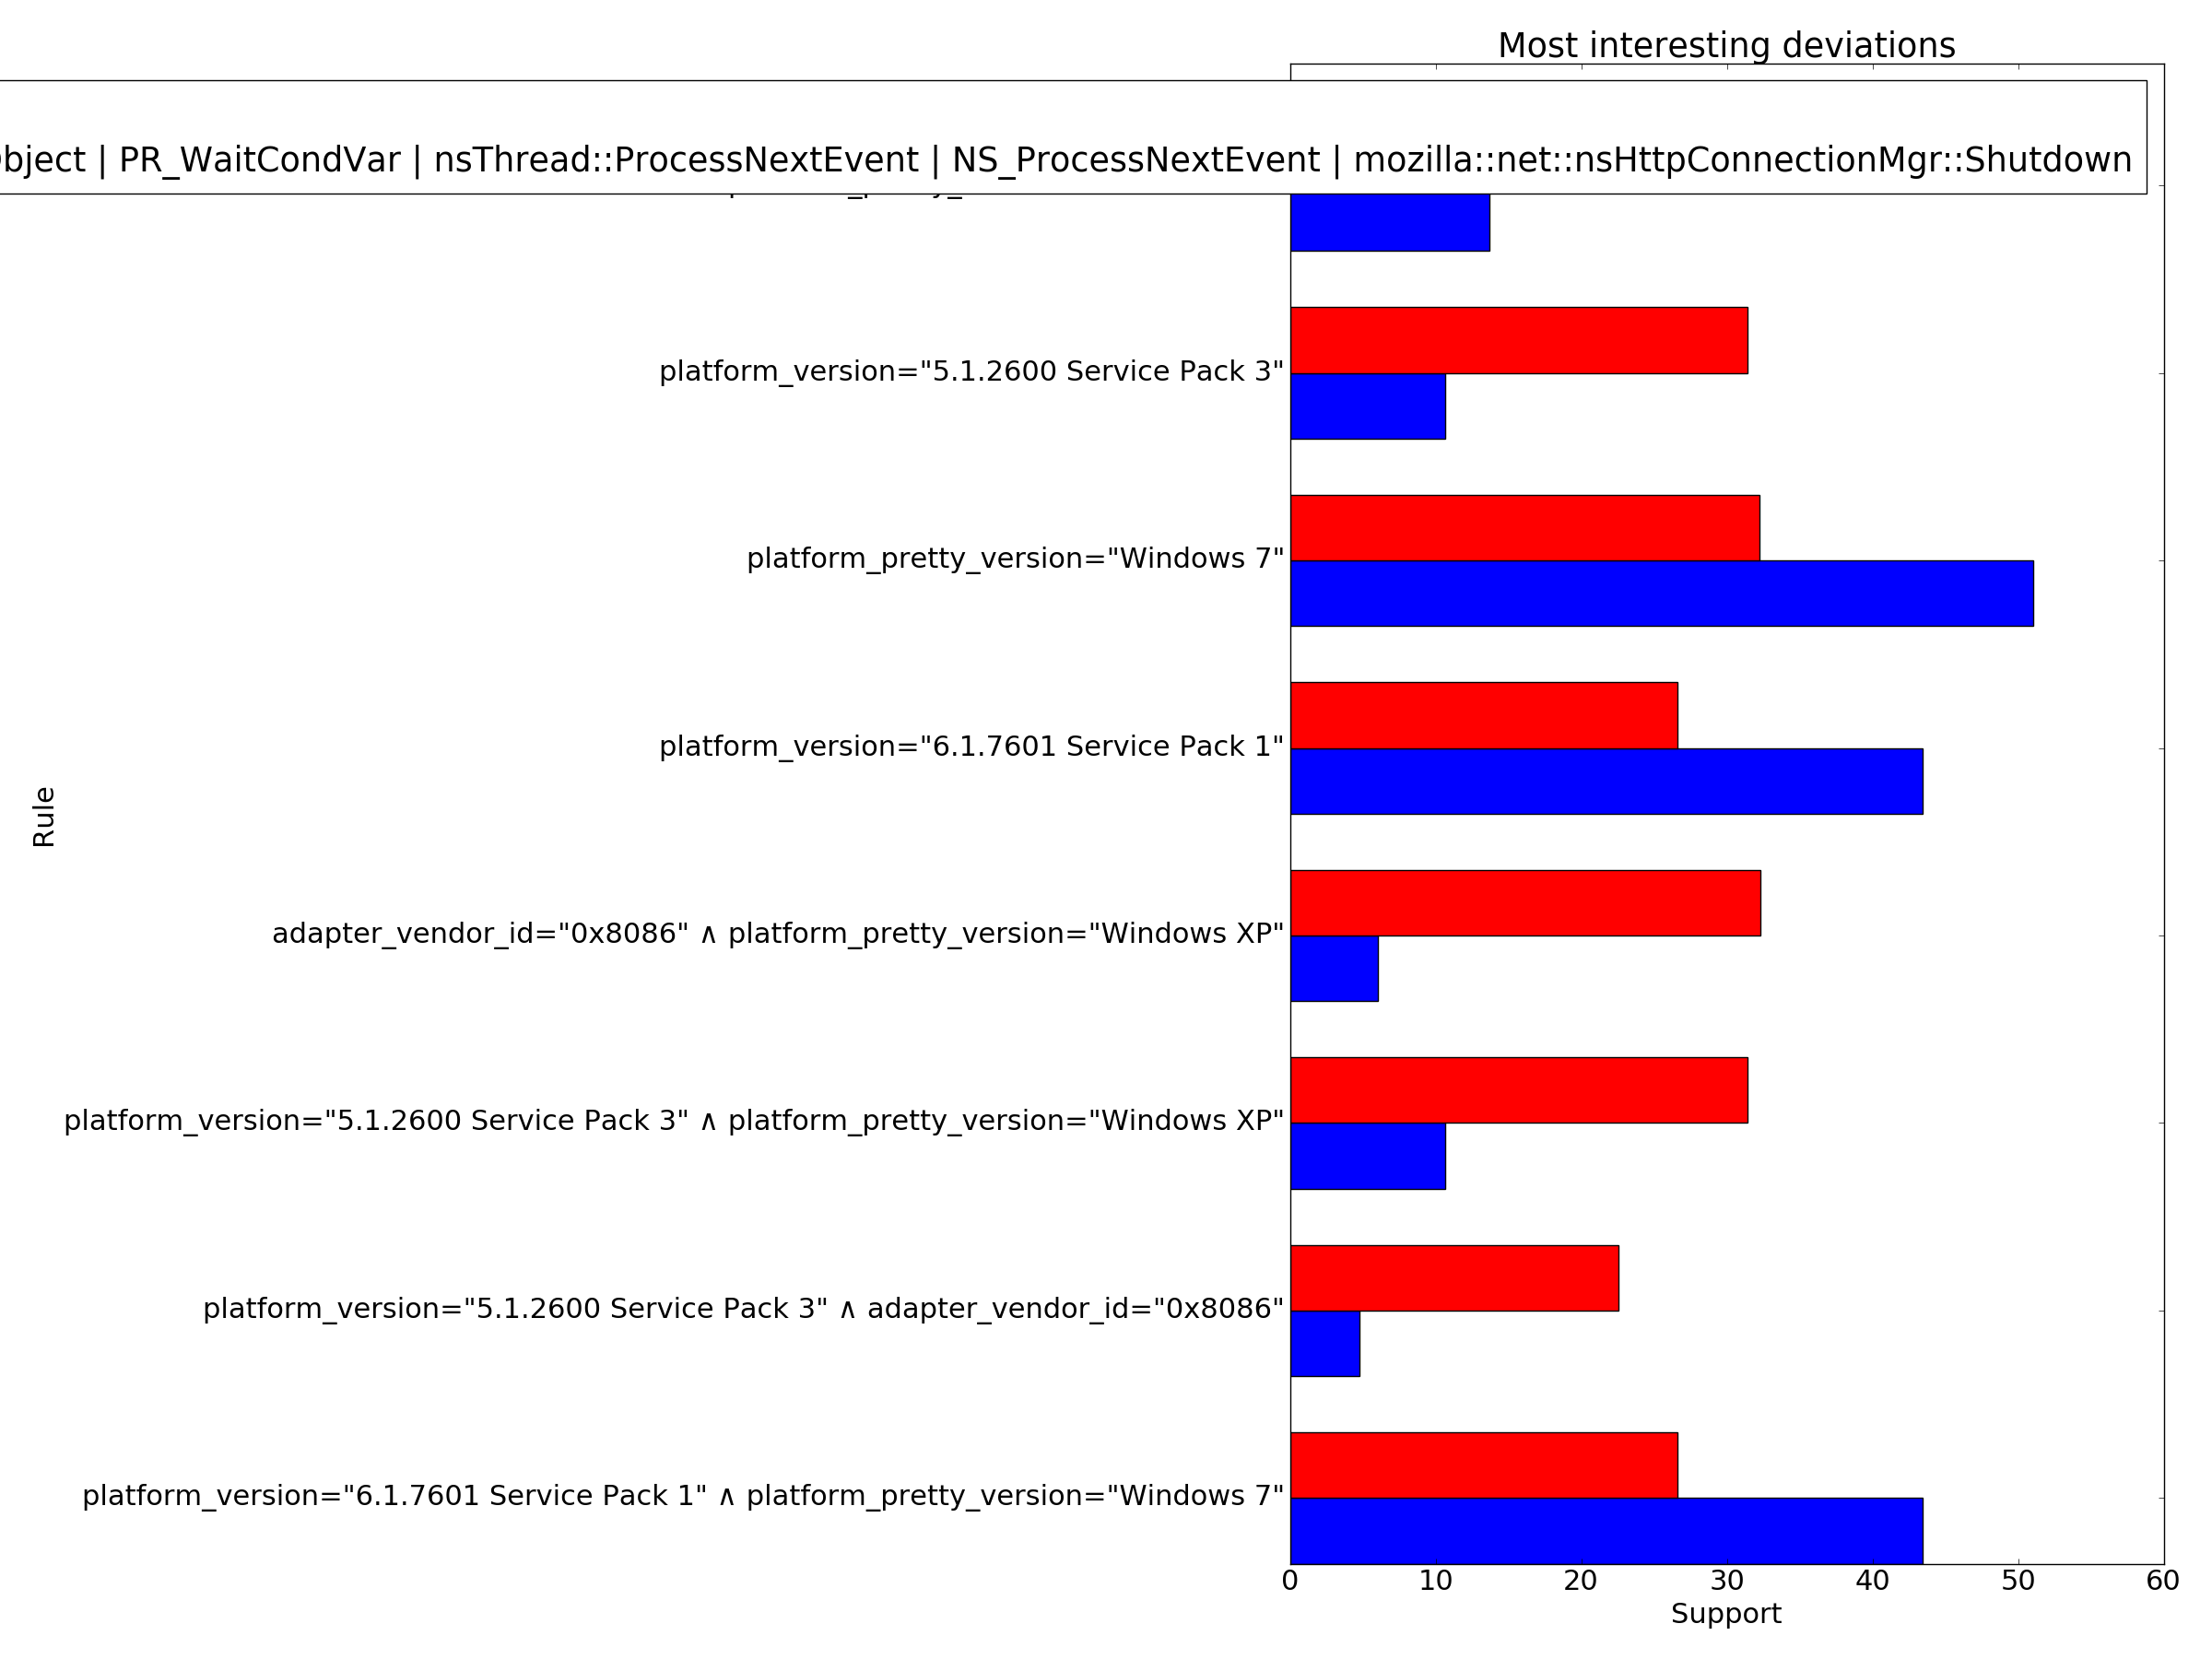 Most interesting deviations
bject | PR_WaitCondVar | nsThread::ProcessNextEvent | NS_ProcessNextEvent | mozilla::net::nsHttpConnectionMgr::Shutdown
platform_version="5.1.2600 Service Pack 3"
platform_pretty_version="Windows 7"
platform_version="6.1.7601 Service Pack 1"
Rule
adapter_vendor_id="0x8086" ∧ platform_pretty_version="Windows XP"
platform_version="5.1.2600 Service Pack 3" ∧ platform_pretty_version="Windows XP"
platform_version="5.1.2600 Service Pack 3" ∧ adapter_vendor_id="0x8086"
platform_version="6.1.7601 Service Pack 1" ∧ platform_pretty_version="Windows 7"
0 10 20 30 40 50 60
Support